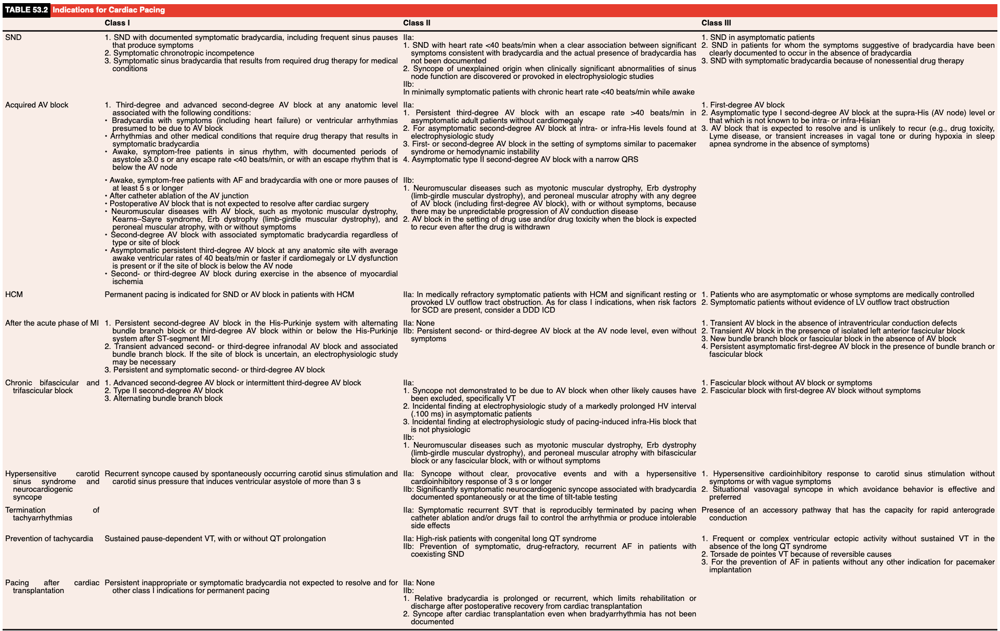 TABLE 53.2 Indications for Cardiac Pacing
Class I
Class II
Class III
SND
1. SND with documented symptomatic bradycardia, including frequent sinus pauses
that produce symptoms
2. Symptomatic chronotropic incompetence
3. Symptomatic sinus bradycardia that results from required drug therapy for medical
conditions
IIa:
1. SND with heart rate <40 beats/min when a clear association between significant
symptoms consistent with bradycardia and the actual presence of bradycardia has
not been documented
2. Syncope of unexplained origin when clinically significant abnormalities of sinus
node function are discovered or provoked in electrophysiologic studies
IIb:
In minimally symptomatic patients with chronic heart rate <40 beats/min while awake
1. SND in asymptomatic patients
2. SND in patients for whom the symptoms suggestive of bradycardia have been
clearly documented to occur in the absence of bradycardia
3. SND with symptomatic bradycardia because of nonessential drug therapy
Acquired AV block
1. Third-degree and advanced second-degree AV block at any anatomic level
associated with the following conditions:
• Bradycardia with symptoms (including heart failure) or ventricular arrhythmias
presumed to be due to AV block
• Arrhythmias and other medical conditions that require drug therapy that results in
symptomatic bradycardia
• Awake, symptom-free patients in sinus rhythm, with documented periods of
asystole ≥3.0 s or any escape rate <40 beats/min, or with an escape rhythm that is
below the AV node
• Awake, symptom-free patients with AF and bradycardia with one or more pauses of
at least 5 s or longer
• After catheter ablation of the AV junction
• Postoperative AV block that is not expected to resolve after cardiac surgery
• Neuromuscular diseases with AV block, such as myotonic muscular dystrophy,
Kearns–Sayre syndrome, Erb dystrophy (limb-girdle muscular dystrophy), and
peroneal muscular atrophy, with or without symptoms
• Second-degree AV block with associated symptomatic bradycardia regardless of
type or site of block
• Asymptomatic persistent third-degree AV block at any anatomic site with average
awake ventricular rates of 40 beats/min or faster if cardiomegaly or LV dysfunction
is present or if the site of block is below the AV node
• Second- or third-degree AV block during exercise in the absence of myocardial
ischemia
IIa:
1. Persistent third-degree AV block with an escape rate >40 beats/min in
asymptomatic adult patients without cardiomegaly
2. For asymptomatic second-degree AV block at intra- or infra-His levels found at
electrophysiologic study
3. First- or second-degree AV block in the setting of symptoms similar to pacemaker
syndrome or hemodynamic instability
4. Asymptomatic type II second-degree AV block with a narrow QRS
IIb:
1. Neuromuscular diseases such as myotonic muscular dystrophy, Erb dystrophy
(limb-girdle muscular dystrophy), and peroneal muscular atrophy with any degree
of AV block (including first-degree AV block), with or without symptoms, because
there may be unpredictable progression of AV conduction disease
2. AV block in the setting of drug use and/or drug toxicity when the block is expected
to recur even after the drug is withdrawn
1. First-degree AV block
2. Asymptomatic type I second-degree AV block at the supra-His (AV node) level or
that which is not known to be intra- or infra-Hisian
3. AV block that is expected to resolve and is unlikely to recur (e.g., drug toxicity,
Lyme disease, or transient increases in vagal tone or during hypoxia in sleep
apnea syndrome in the absence of symptoms)
HCM
Permanent pacing is indicated for SND or AV block in patients with HCM
IIa: In medically refractory symptomatic patients with HCM and significant resting or
provoked LV outflow tract obstruction. As for class I indications, when risk factors
for SCD are present, consider a DDD ICD
1. Patients who are asymptomatic or whose symptoms are medically controlled
2. Symptomatic patients without evidence of LV outflow tract obstruction
After the acute phase of MI
1. Persistent second-degree AV block in the His-Purkinje system with alternating
bundle branch block or third-degree AV block within or below the His-Purkinje
system after ST-segment MI
2. Transient advanced second- or third-degree infranodal AV block and associated
bundle branch block. If the site of block is uncertain, an electrophysiologic study
may be necessary
3. Persistent and symptomatic second- or third-degree AV block
IIa: None
IIb: Persistent second- or third-degree AV block at the AV node level, even without
symptoms
1. Transient AV block in the absence of intraventricular conduction defects
2. Transient AV block in the presence of isolated left anterior fascicular block
3. New bundle branch block or fascicular block in the absence of AV block
4. Persistent asymptomatic first-degree AV block in the presence of bundle branch or
fascicular block
Chronic bifascicular and
trifascicular block
1. Advanced second-degree AV block or intermittent third-degree AV block
2. Type II second-degree AV block
3. Alternating bundle branch block
IIa:
1. Syncope not demonstrated to be due to AV block when other likely causes have
been excluded, specifically VT
2. Incidental finding at electrophysiologic study of a markedly prolonged HV interval
(.100 ms) in asymptomatic patients
3. Incidental finding at electrophysiologic study of pacing-induced infra-His block that
is not physiologic
IIb:
1. Neuromuscular diseases such as myotonic muscular dystrophy, Erb dystrophy
(limb-girdle muscular dystrophy), and peroneal muscular atrophy with bifascicular
block or any fascicular block, with or without symptoms
1. Fascicular block without AV block or symptoms
2. Fascicular block with first-degree AV block without symptoms
Hypersensitive carotid
sinus syndrome and
neurocardiogenic
syncope
Recurrent syncope caused by spontaneously occurring carotid sinus stimulation and
carotid sinus pressure that induces ventricular asystole of more than 3 s
IIa: Syncope without clear, provocative events and with a hypersensitive
cardioinhibitory response of 3 s or longer
IIb: Significantly symptomatic neurocardiogenic syncope associated with bradycardia
documented spontaneously or at the time of tilt-table testing
1. Hypersensitive cardioinhibitory response to carotid sinus stimulation without
symptoms or with vague symptoms
2. Situational vasovagal syncope in which avoidance behavior is effective and
preferred
Termination of
tachyarrhythmias
IIa: Symptomatic recurrent SVT that is reproducibly terminated by pacing when
catheter ablation and/or drugs fail to control the arrhythmia or produce intolerable
side effects
Presence of an accessory pathway that has the capacity for rapid anterograde
conduction
Prevention of tachycardia
Sustained pause-dependent VT, with or without QT prolongation
IIa: High-risk patients with congenital long QT syndrome
IIb: Prevention of symptomatic, drug-refractory, recurrent AF in patients with
coexisting SND
1. Frequent or complex ventricular ectopic activity without sustained VT in the
absence of the long QT syndrome
2. Torsade de pointes VT because of reversible causes
3. For the prevention of AF in patients without any other indication for pacemaker
implantation
Pacing after cardiac
transplantation
Persistent inappropriate or symptomatic bradycardia not expected to resolve and for
other class I indications for permanent pacing
IIa: None
IIb:
1. Relative bradycardia is prolonged or recurrent, which limits rehabilitation or
discharge after postoperative recovery from cardiac transplantation
2. Syncope after cardiac transplantation even when bradyarrhythmia has not been
documented